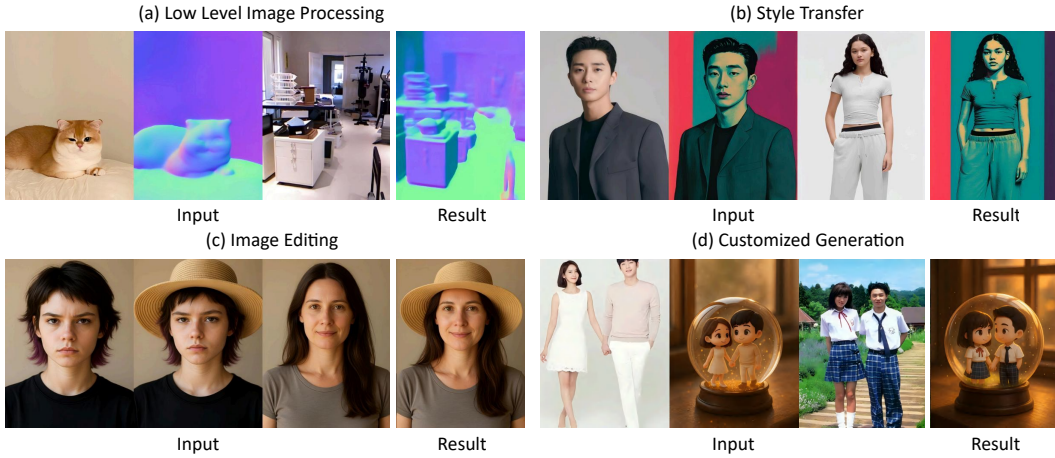 (a) Low Level Image Processing
(b) Style Transfer
Input
Result
Input
Result
(c) Image Editing
(d) Customized Generation
Input
Result
Input
Result